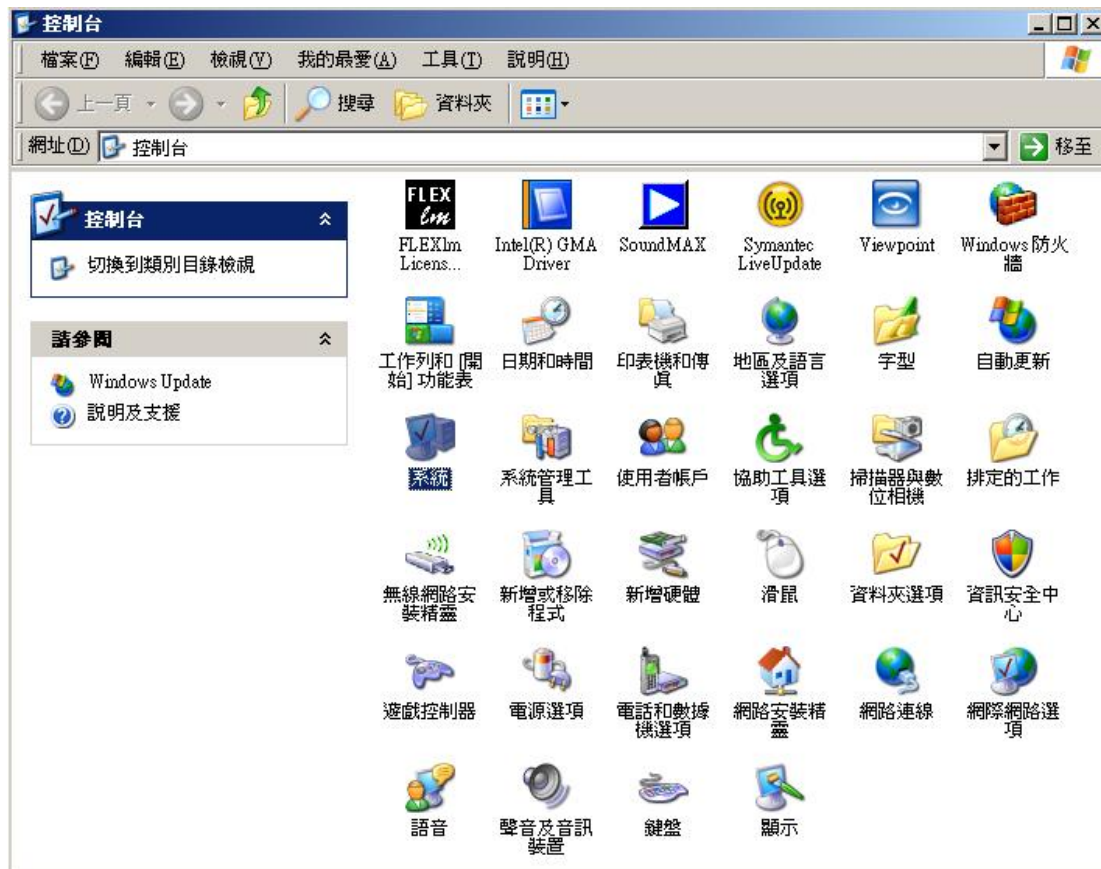 控制台
檔案(F) 編輯(E) 檢視(V) 我的最愛(A) 工具(T) 說明(H)
上一頁 搜尋 資料夾
網址(D) 控制台 移至
控制台
切換到類別目錄檢視
請參閱
Windows Update
說明及支援
FLEX
lm
FLEXlm
Licens...
Intel(R) GMA
Driver
SoundMAX
Symantec
LiveUpdate
Viewpoint
Windows 防火
牆
工作列和 [開
始] 功能表
日期和時間
印表機和傳
真
地區及語言
選項
字型
自動更新
系統
系統管理工
具
使用者帳戶
協助工具選
項
掃描器與數
位相機
排定的工作
無線網路安
裝精靈
新增或移除
程式
新增硬體
滑鼠
資料夾選項
資訊安全中
心
遊戲控制器
電源選項
電話和數據
機選項
網路安裝精
靈
網路連線
網際網路選
項
語音
聲音及音訊
裝置
鍵盤
顯示